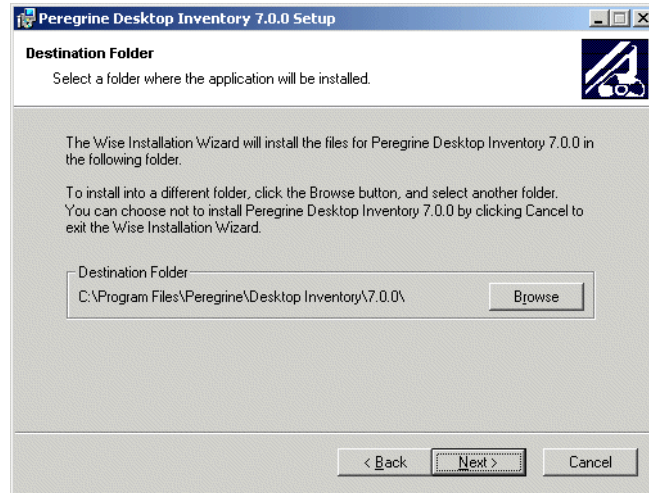 Peregrine Desktop Inventory 7.0.0 Setup
Destination Folder
Select a folder where the application will be installed.
The Wise Installation Wizard will install the files for Peregrine Desktop Inventory 7.0.0 in
the following folder.
To install into a different folder, click the Browse button, and select another folder.
You can choose not to install Peregrine Desktop Inventory 7.0.0 by clicking Cancel to
exit the Wise Installation Wizard.
Destination Folder
C:\Program Files\Peregrine\Desktop Inventory\7.0.0\ Browse
< Back Next > Cancel